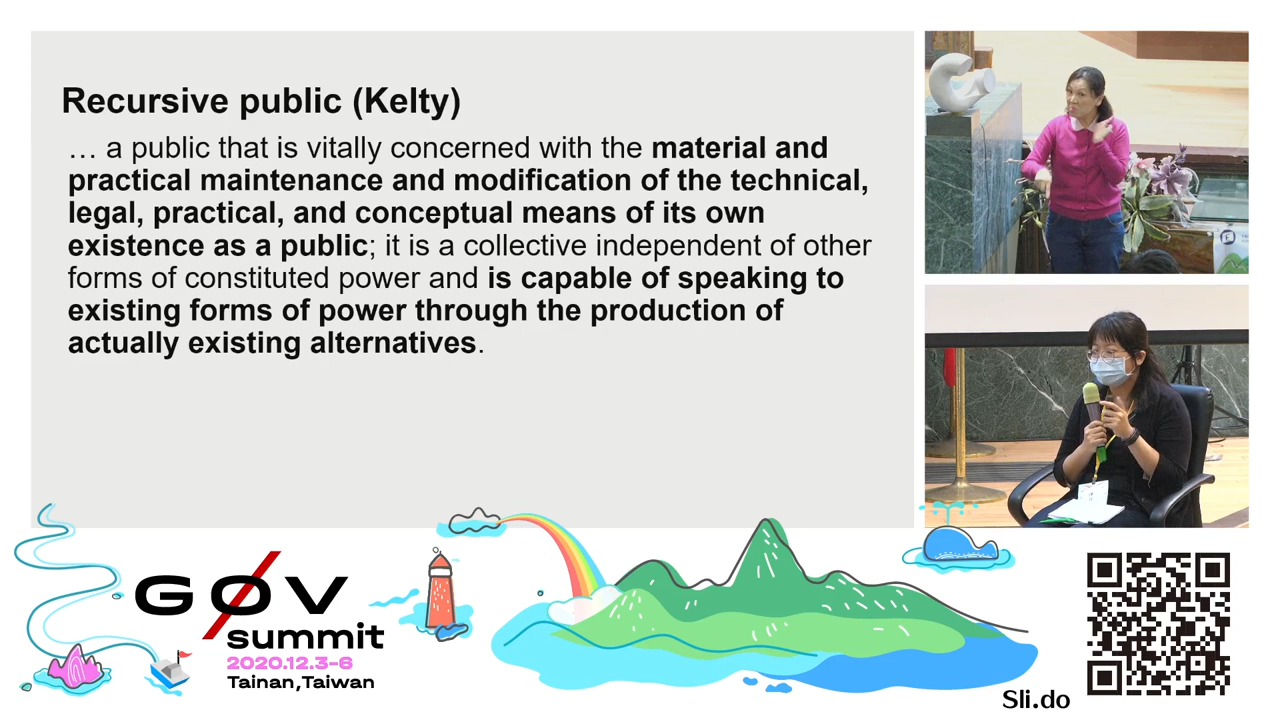 Recursive public (Kelty)
… a public that is vitally concerned with the material and
practical maintenance and modification of the technical,
legal, practical, and conceptual means of its own
existence as a public; it is a collective independent of other
forms of constituted power and is capable of speaking to
existing forms of power through the production of
actually existing alternatives.
GØV
summit
2020.12.3-6
Tainan,Taiwan
Sli.do